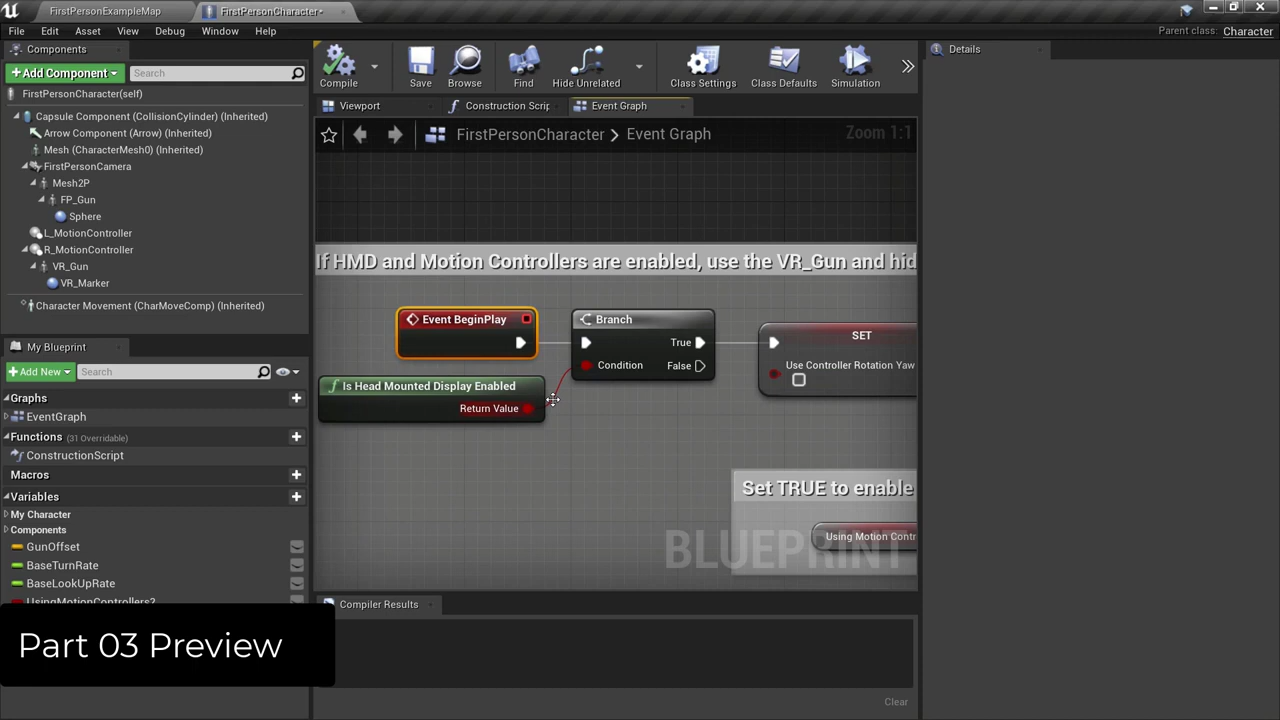 FirstPersonExampleMap
FirstPersonCharacter*
File Edit Asset View Debug Window Help
Parent class: Character
Components
+Add Component
Search
FirstPersonCharacter(self)
Capsule Component (CollisionCylinder) (Inherited)
Arrow Component (Arrow) (Inherited)
Mesh (CharacterMesh0) (Inherited)
FirstPersonCamera
Mesh2P
FP_Gun
Sphere
L_MotionController
R_MotionController
VR_Gun
VR_Marker
Character Movement (CharMoveComp) (Inherited)
My Blueprint
+Add New
Search
Graphs
EventGraph
Functions (31 Overridable)
ConstructionScript
Macros
Variables
My Character
Components
GunOffset
BaseTurnRate
BaseLookUpRate
UsingMotionControllers?
Part 03 Preview
Compile
Save
Browse
Find
Hide Unrelated
Class Settings
Class Defaults
Simulation
Viewport
Construction Scrip
Event Graph
FirstPersonCharacter > Event Graph
Zoom 1:1
If HMD and Motion Controllers are enabled, use the VR_Gun and hid
Event BeginPlay
Branch
True
Condition
False
SET
Use Controller Rotation Yaw
Is Head Mounted Display Enabled
Return Value
Set TRUE to enable
Using Motion Contr
BLUEPRINT
Compiler Results
Clear
Details